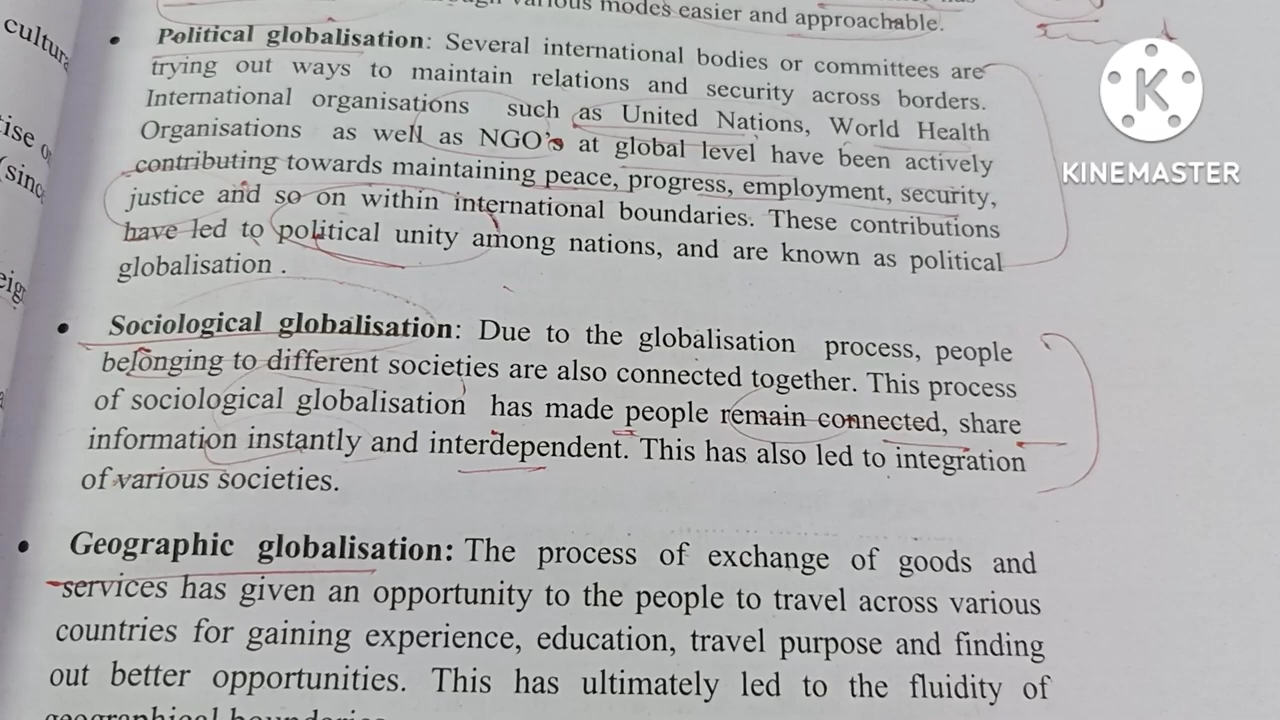 through various modes easier and approachable.
cultura
• Political globalisation: Several international bodies or committees are
trying out ways to maintain relations and security across borders.
International organisations such as United Nations, World Health
Organisations as well as NGO's at global level have been actively
contributing towards maintaining peace, progress, employment, security,
justice and so on within international boundaries. These contributions
have led to political unity among nations, and are known as political
globalisation .
• Sociological globalisation: Due to the globalisation process, people
belonging to different societies are also connected together. This process
of sociological globalisation has made people remain connected, share
information instantly and interdependent. This has also led to integration
of various societies.
• Geographic globalisation: The process of exchange of goods and
services has given an opportunity to the people to travel across various
countries for gaining experience, education, travel purpose and finding
out better opportunities. This has ultimately led to the fluidity of
geographical boundaries.
K
KINEMASTER